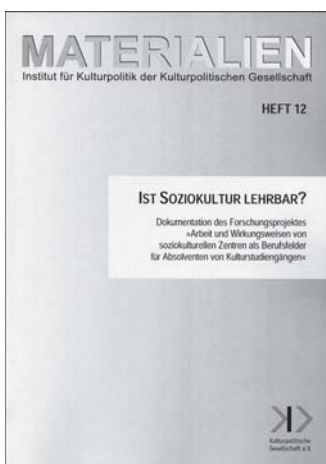 MATERIALIEN
Institut für Kulturpolitik der Kulturpolitischen Gesellschaft
HEFT 12
IST SOZIOKULTUR LEHRBAR?
Dokumentation des Forschungsprojektes
»Arbeit und Wirkungsweisen von
soziokulturellen Zentren als Berufsfelder
für Absolventen von Kulturstudiengängen«
Kulturpolitische
Gesellschaft e.V.